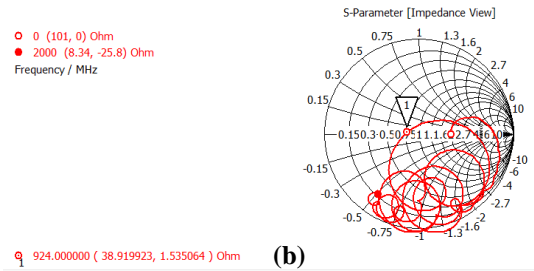 S-Parameter [Impedance View]
0 (101, 0) Ohm
2000 (8.34, -25.8) Ohm
Frequency / MHz
0.75 1 1.3 1.6
0.5 2
0.3 2.7
4
0.15 6
10
1
0.15 0.3
-0.15 -10
-6
-0.3 -4
-0.5 -2.7
-0.75 -1 -1.3 -1.6 -2
924.000000 ( 38.919923, 1.535064 ) Ohm
1
(b)